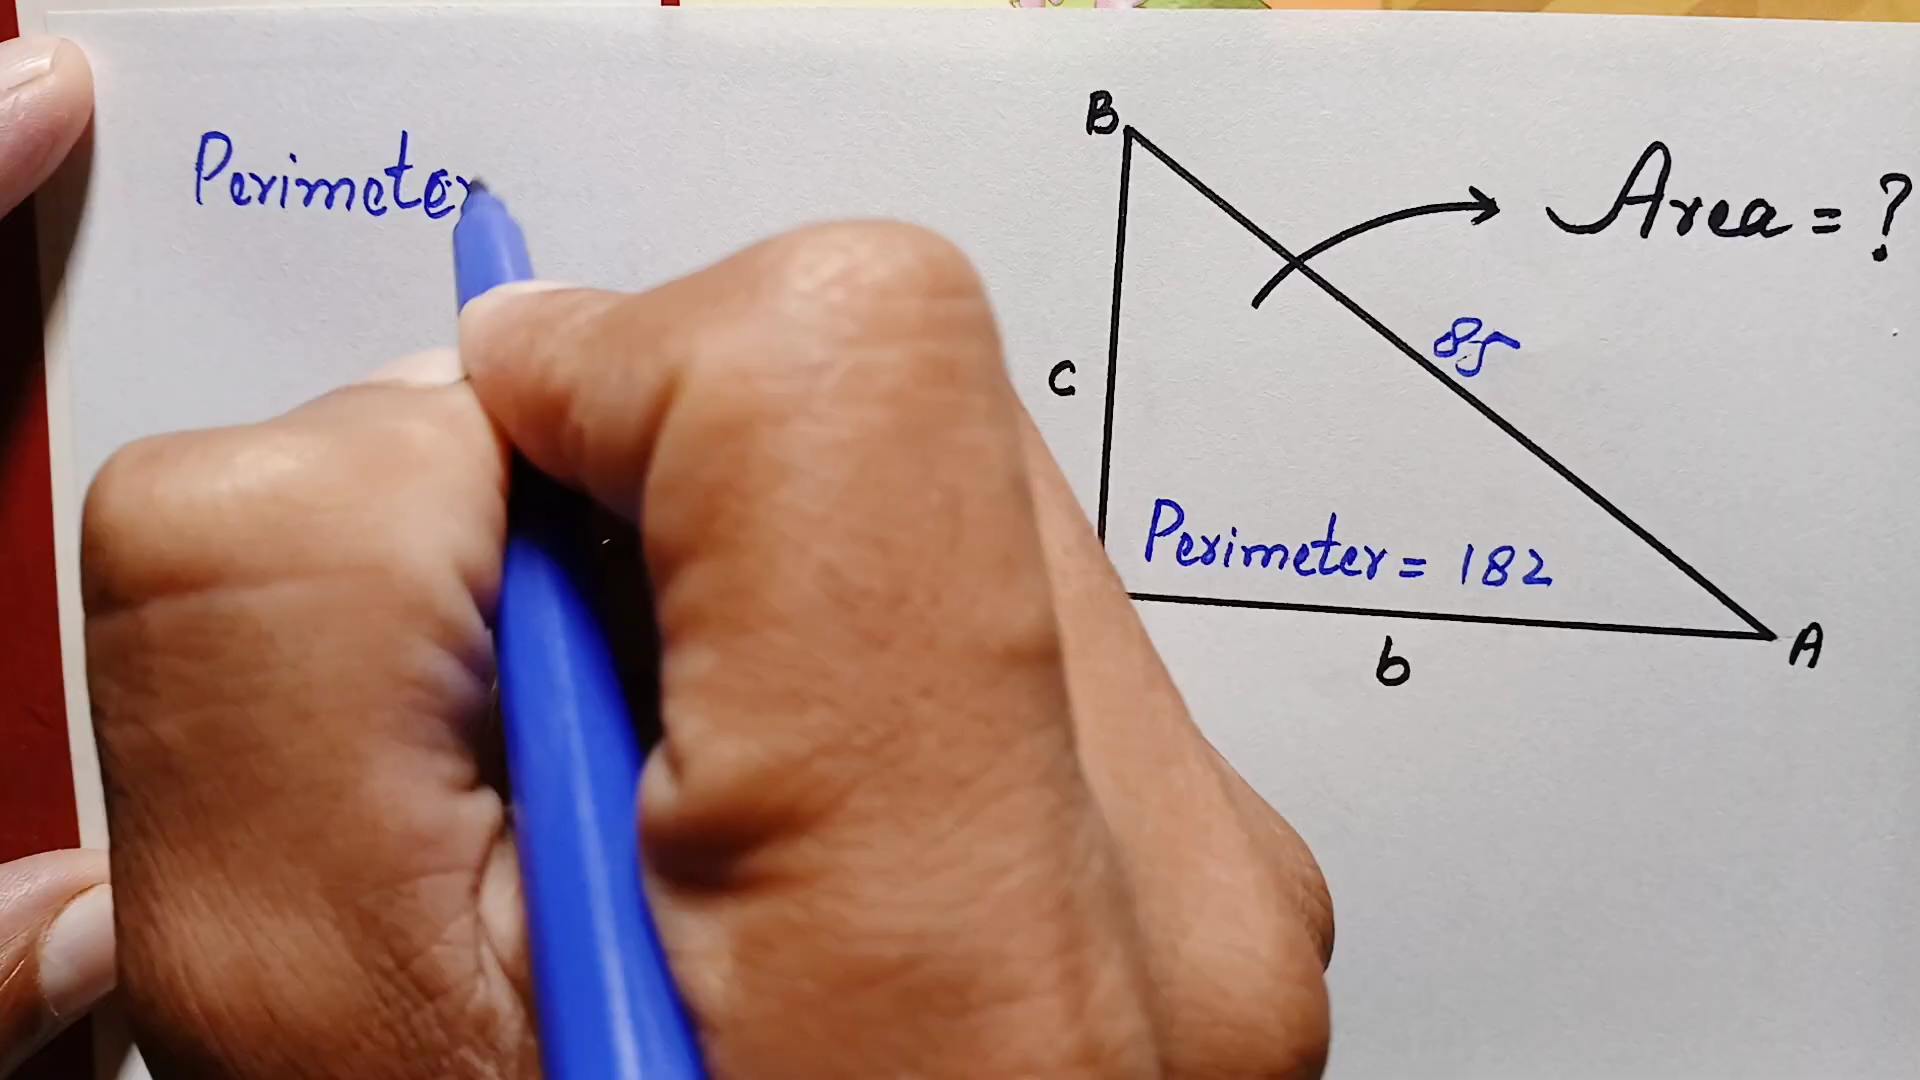 Perimeter
B
Area = ?
85
c
Perimeter = 182
b
A